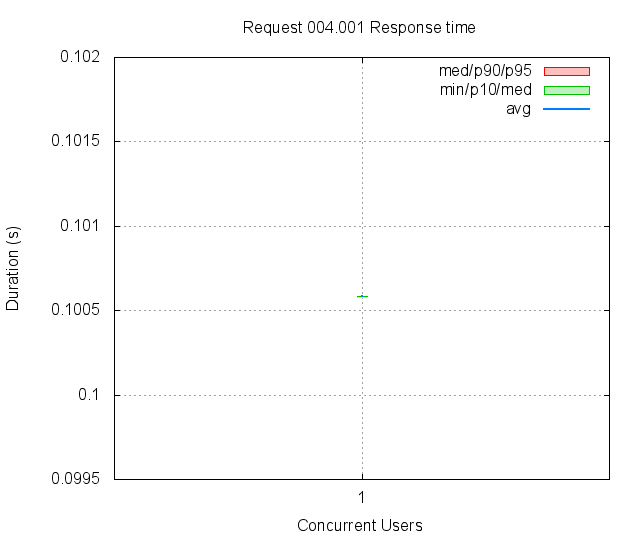 Request 004.001 Response time
0.102
0.1015
0.101
0.1005
0.1
0.0995
Duration (s)
med/p90/p95
min/p10/med
avg
1
Concurrent Users